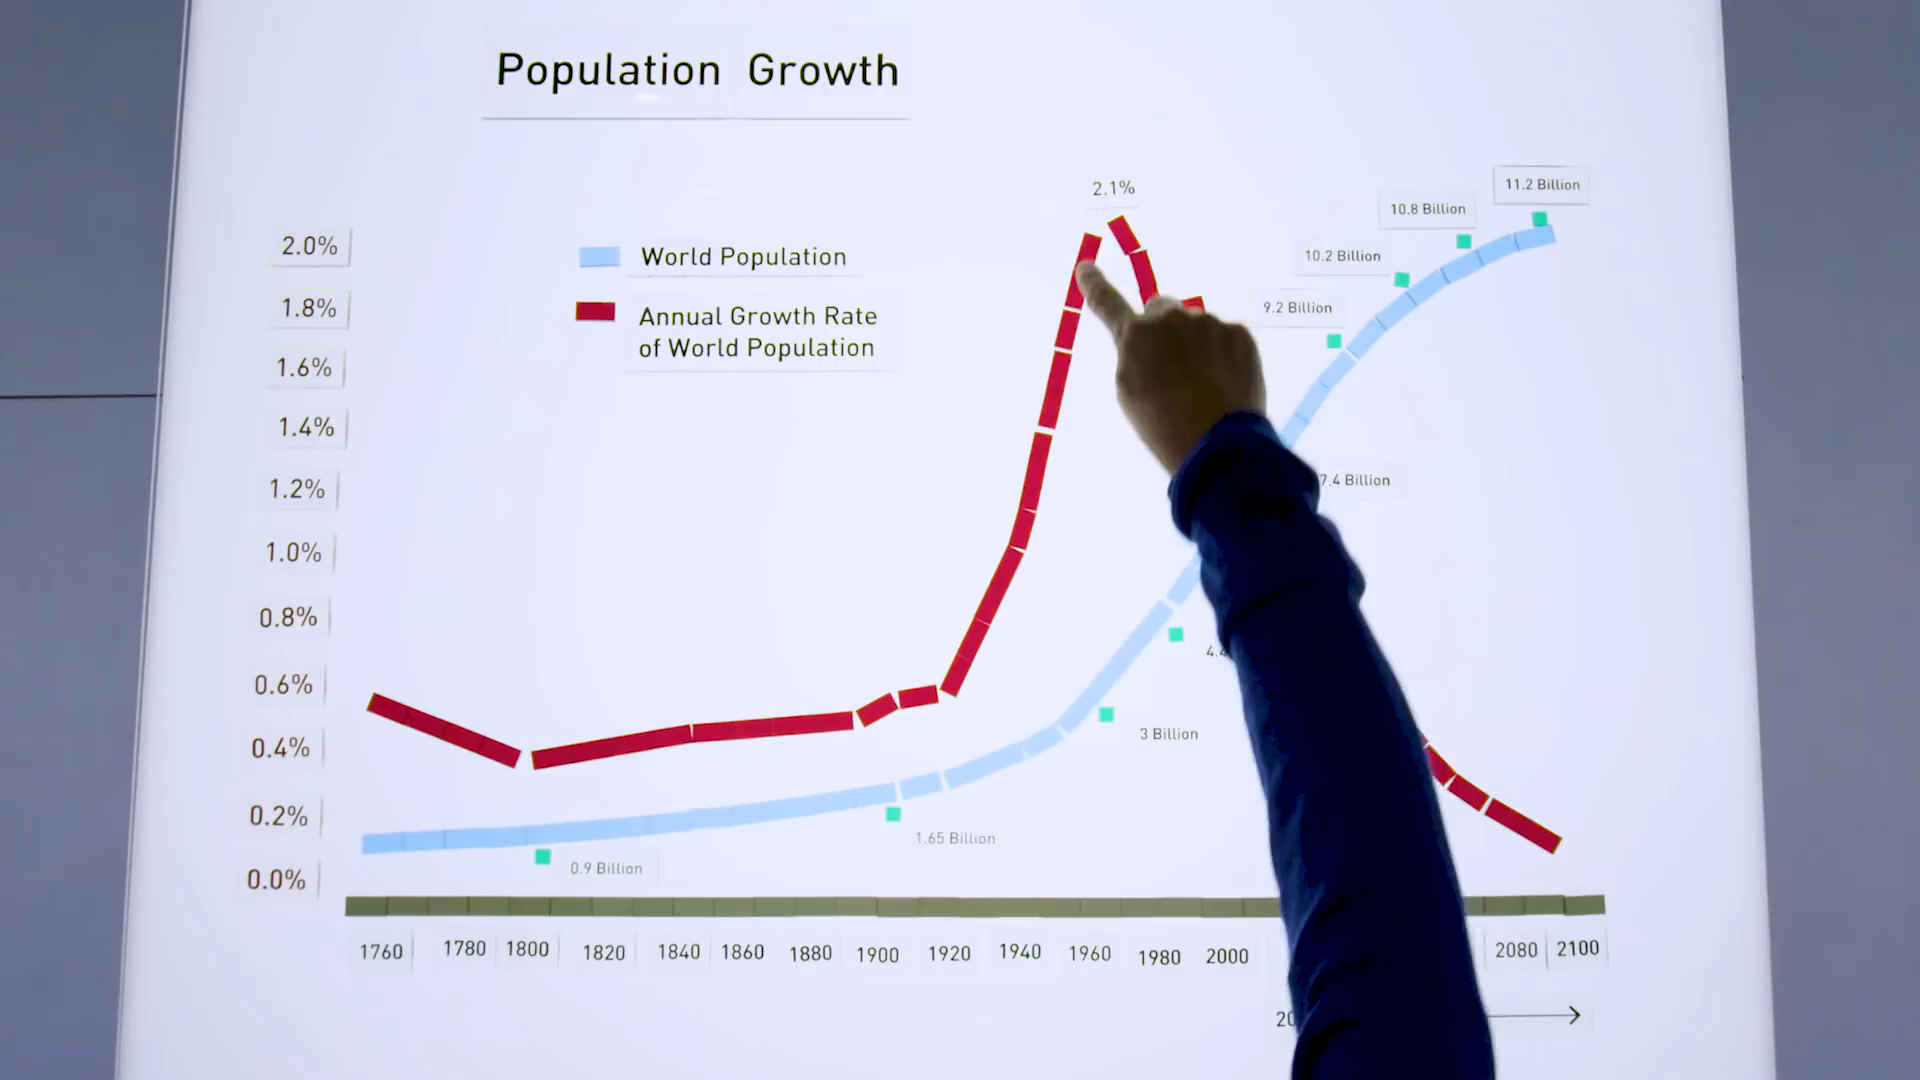 Population Growth
2.1%
11.2 Billion
10.8 Billion
10.2 Billion
9.2 Billion
7.4 Billion
3 Billion
1.65 Billion
0.9 Billion
World Population
Annual Growth Rate
of World Population
2.0%
1.8%
1.6%
1.4%
1.2%
1.0%
0.8%
0.6%
0.4%
0.2%
0.0%
1760 1780 1800 1820 1840 1860 1880 1900 1920 1940 1960 1980 2000 2080 2100